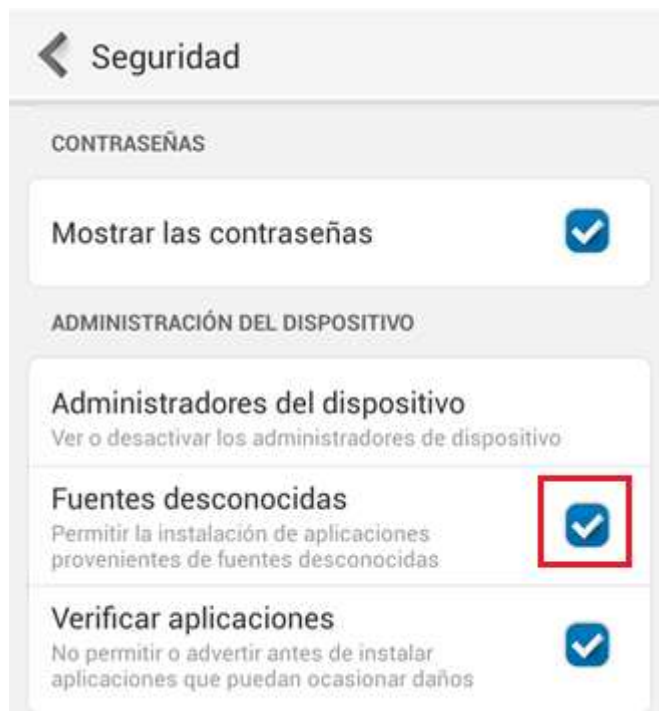 Seguridad
CONTRASEÑAS
Mostrar las contraseñas
ADMINISTRACIÓN DEL DISPOSITIVO
Administradores del dispositivo
Ver o desactivar los administradores de dispositivo
Fuentes desconocidas
Permitir la instalación de aplicaciones
provenientes de fuentes desconocidas
Verificar aplicaciones
No permitir o advertir antes de instalar
aplicaciones que puedan ocasionar daños